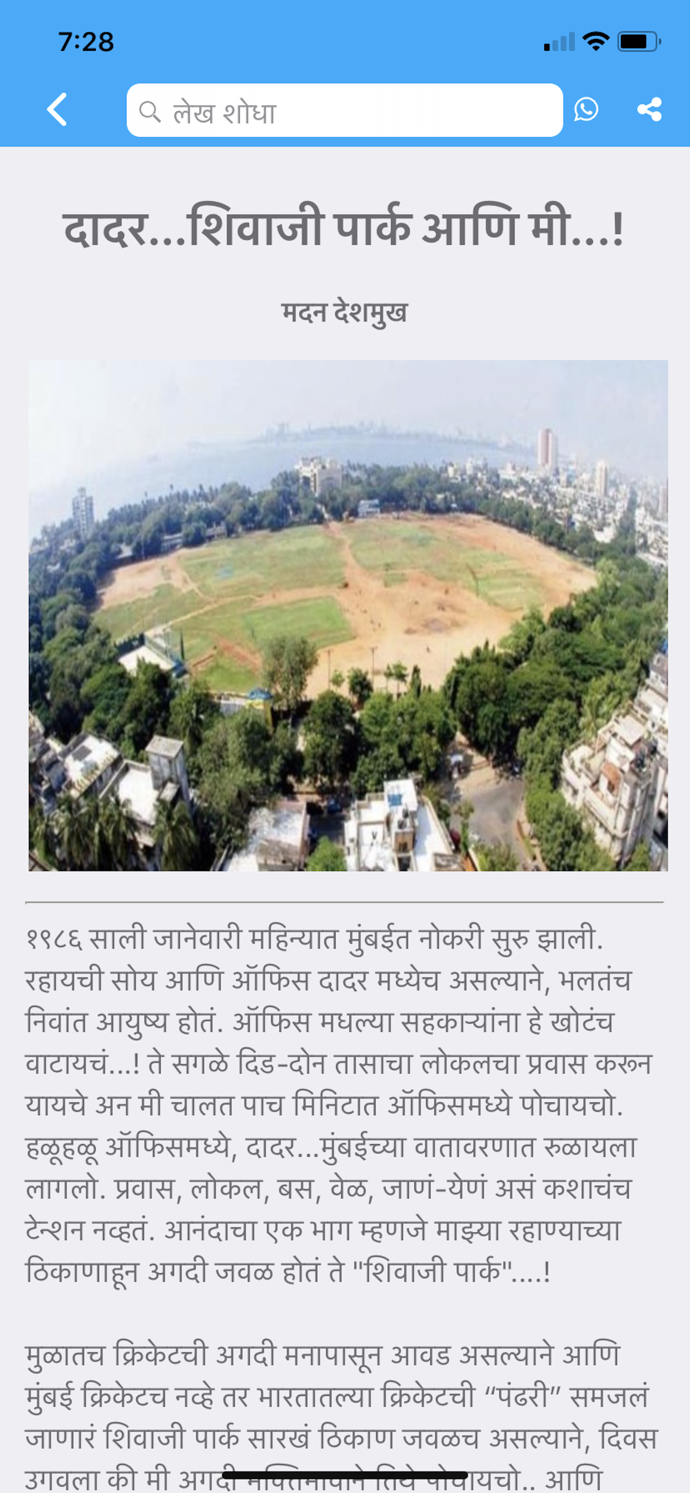 7:28
लेख शोधा
दादर...शिवाजी पार्क आणि मी...!
मदन देशमुख
१९८६ साली जानेवारी महिन्यात मुंबईत नोकरी सुरु झाली.
रहायची सोय आणि ऑफिस दादर मध्येच असल्याने, भलतंच
निवांत आयुष्य होतं. ऑफिस मधल्या सहकाऱ्यांना हे खोटंच
वाटायचं...! ते सगळे दिड-दोन तासाचा लोकलचा प्रवास करून
यायचे अन मी चालत पाच मिनिटात ऑफिसमध्ये पोचायचो.
हळूहळू ऑफिसमध्ये, दादर...मुंबईच्या वातावरणात रुळायला
लागलो. प्रवास, लोकल, बस, वेळ, जाणं-येणं असं कशाचंच
टेन्शन नव्हतं. आनंदाचा एक भाग म्हणजे माझ्या रहाण्याच्या
ठिकाणाहून अगदी जवळ होतं ते "शिवाजी पार्क"....!
मुळातच क्रिकेटची अगदी मनापासून आवड असल्याने आणि
मुंबई क्रिकेटच नव्हे तर भारतातल्या क्रिकेटची “पंढरी” समजलं
जाणारं शिवाजी पार्क सारखं ठिकाण जवळच असल्याने, दिवस
उगवला की मी अगदी भक्तिभावाने तिथे पोचायचो.. आणि